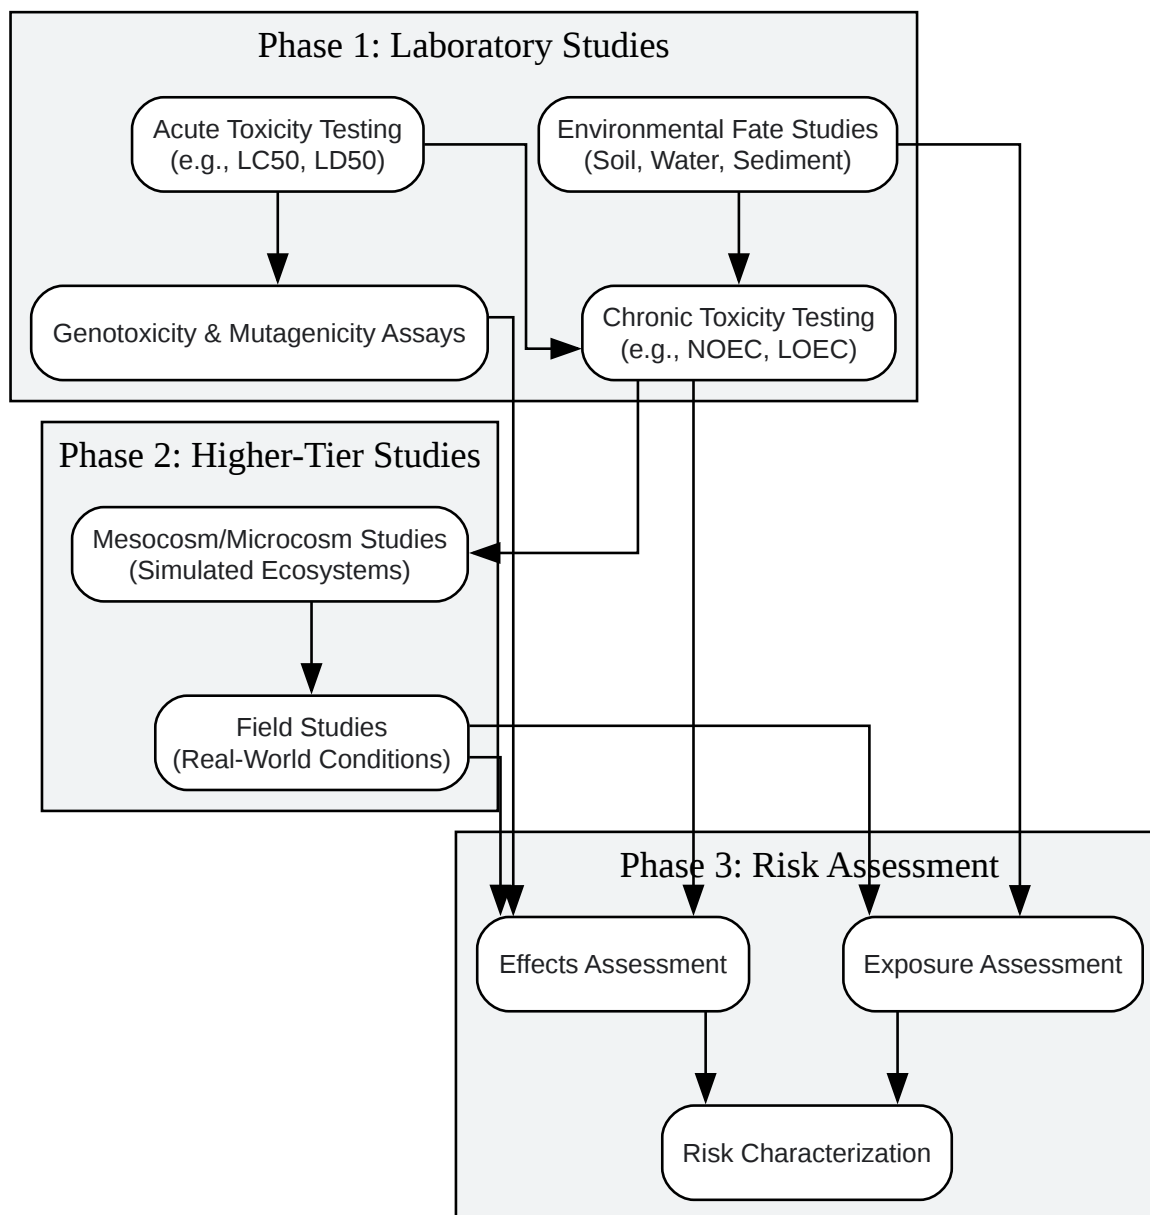 Phase 1: Laboratory Studies
Acute Toxicity Testing
(e.g., LC50, LD50)
Environmental Fate Studies
(Soil, Water, Sediment)
Genotoxicity & Mutagenicity Assays
Chronic Toxicity Testing
(e.g., NOEC, LOEC)
Phase 2: Higher-Tier Studies
Mesocosm/Microcosm Studies
(Simulated Ecosystems)
Field Studies
(Real-World Conditions)
Phase 3: Risk Assessment
Effects Assessment
Exposure Assessment
Risk Characterization